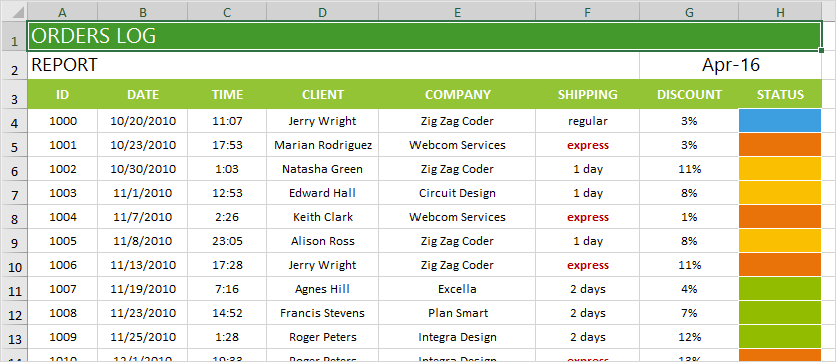 A B C D E F G H
1 ORDERS LOG
2 REPORT Apr-16
3 ID DATE TIME CLIENT COMPANY SHIPPING DISCOUNT STATUS
4 1000 10/20/2010 11:07 Jerry Wright Zig Zag Coder regular 3%
5 1001 10/23/2010 17:53 Marian Rodriguez Webcom Services express 3%
6 1002 10/30/2010 1:03 Natasha Green Zig Zag Coder 1 day 11%
7 1003 11/1/2010 12:53 Edward Hall Circuit Design 1 day 8%
8 1004 11/7/2010 2:26 Keith Clark Webcom Services express 1%
9 1005 11/8/2010 23:05 Alison Ross Zig Zag Coder 1 day 8%
10 1006 11/13/2010 17:28 Jerry Wright Zig Zag Coder express 11%
11 1007 11/19/2010 7:16 Agnes Hill Excella 2 days 4%
12 1008 11/23/2010 14:52 Francis Stevens Plan Smart 2 days 7%
13 1009 11/25/2010 1:28 Roger Peters Integra Design 2 days 12%
14 1010 12/1/2010 19:33 Roger Peters Integra Design express 13%